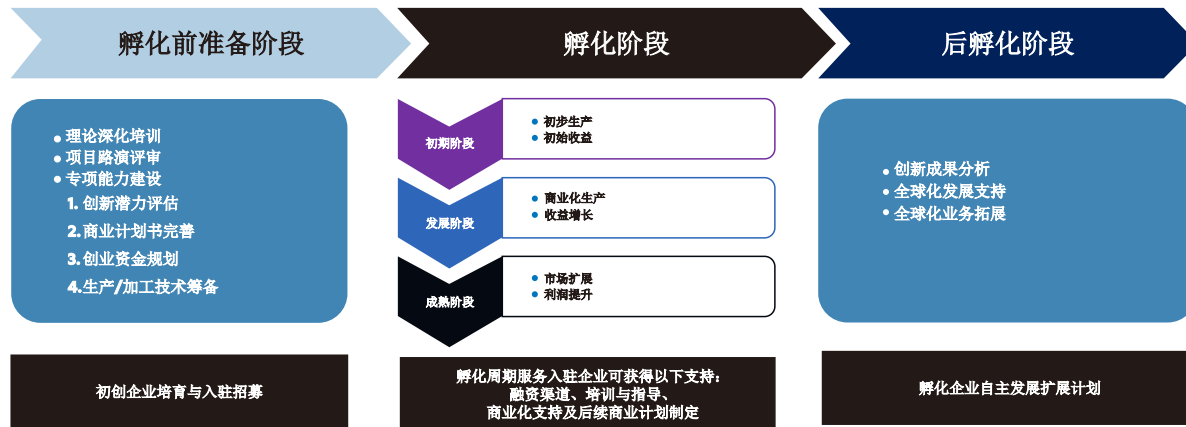 孵化前准备阶段
孵化阶段
后孵化阶段
• 理论深化培训
• 项目路演评审
• 专项能力建设
1. 创新潜力评估
2. 商业计划书完善
3. 创业资金规划
4.生产/加工技术筹备
初期阶段
• 初步生产
• 初始收益
发展阶段
• 商业化生产
• 收益增长
成熟阶段
• 市场扩展
• 利润提升
• 创新成果分析
• 全球化发展支持
• 全球化业务拓展
初创企业培育与入驻招募
孵化周期服务入驻企业可获得以下支持：
融资渠道、培训与指导、
商业化支持及后续商业计划制定
孵化企业自主发展扩展计划